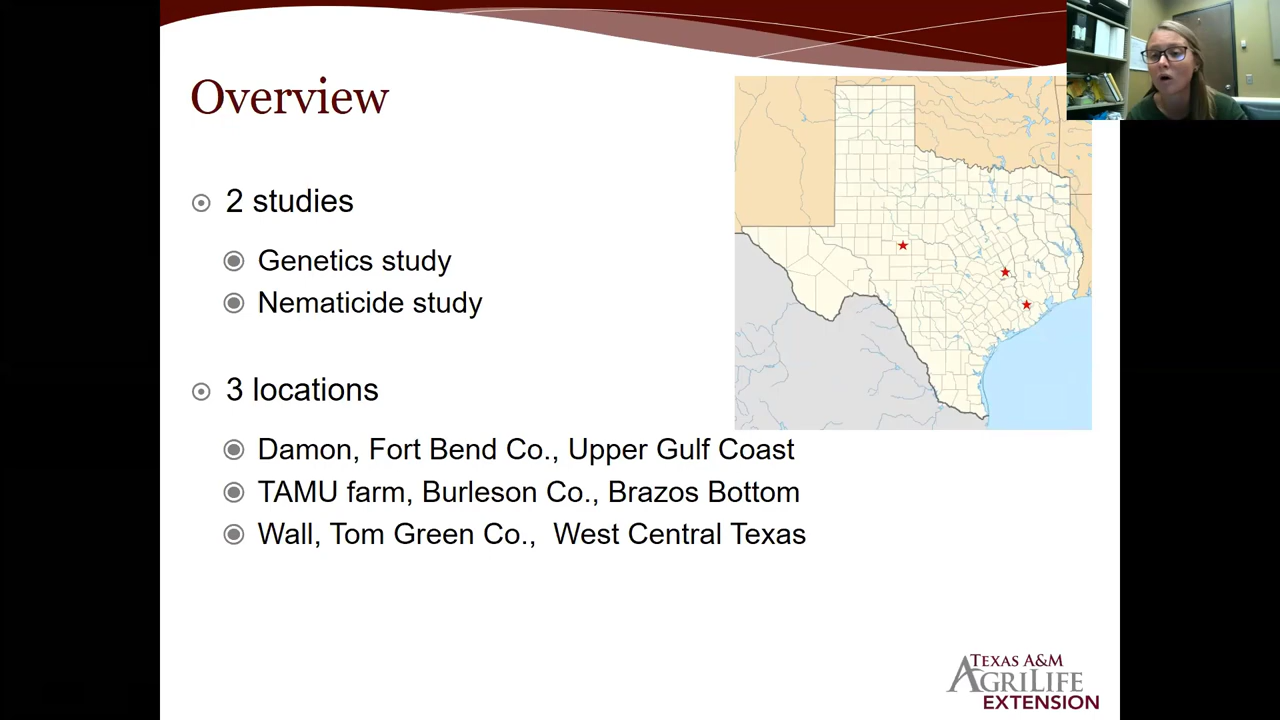 Overview
2 studies
Genetics study
Nematicide study
3 locations
Damon, Fort Bend Co., Upper Gulf Coast
TAMU farm, Burleson Co., Brazos Bottom
Wall, Tom Green Co., West Central Texas
TEXAS A&M
AGRILIFE
EXTENSION